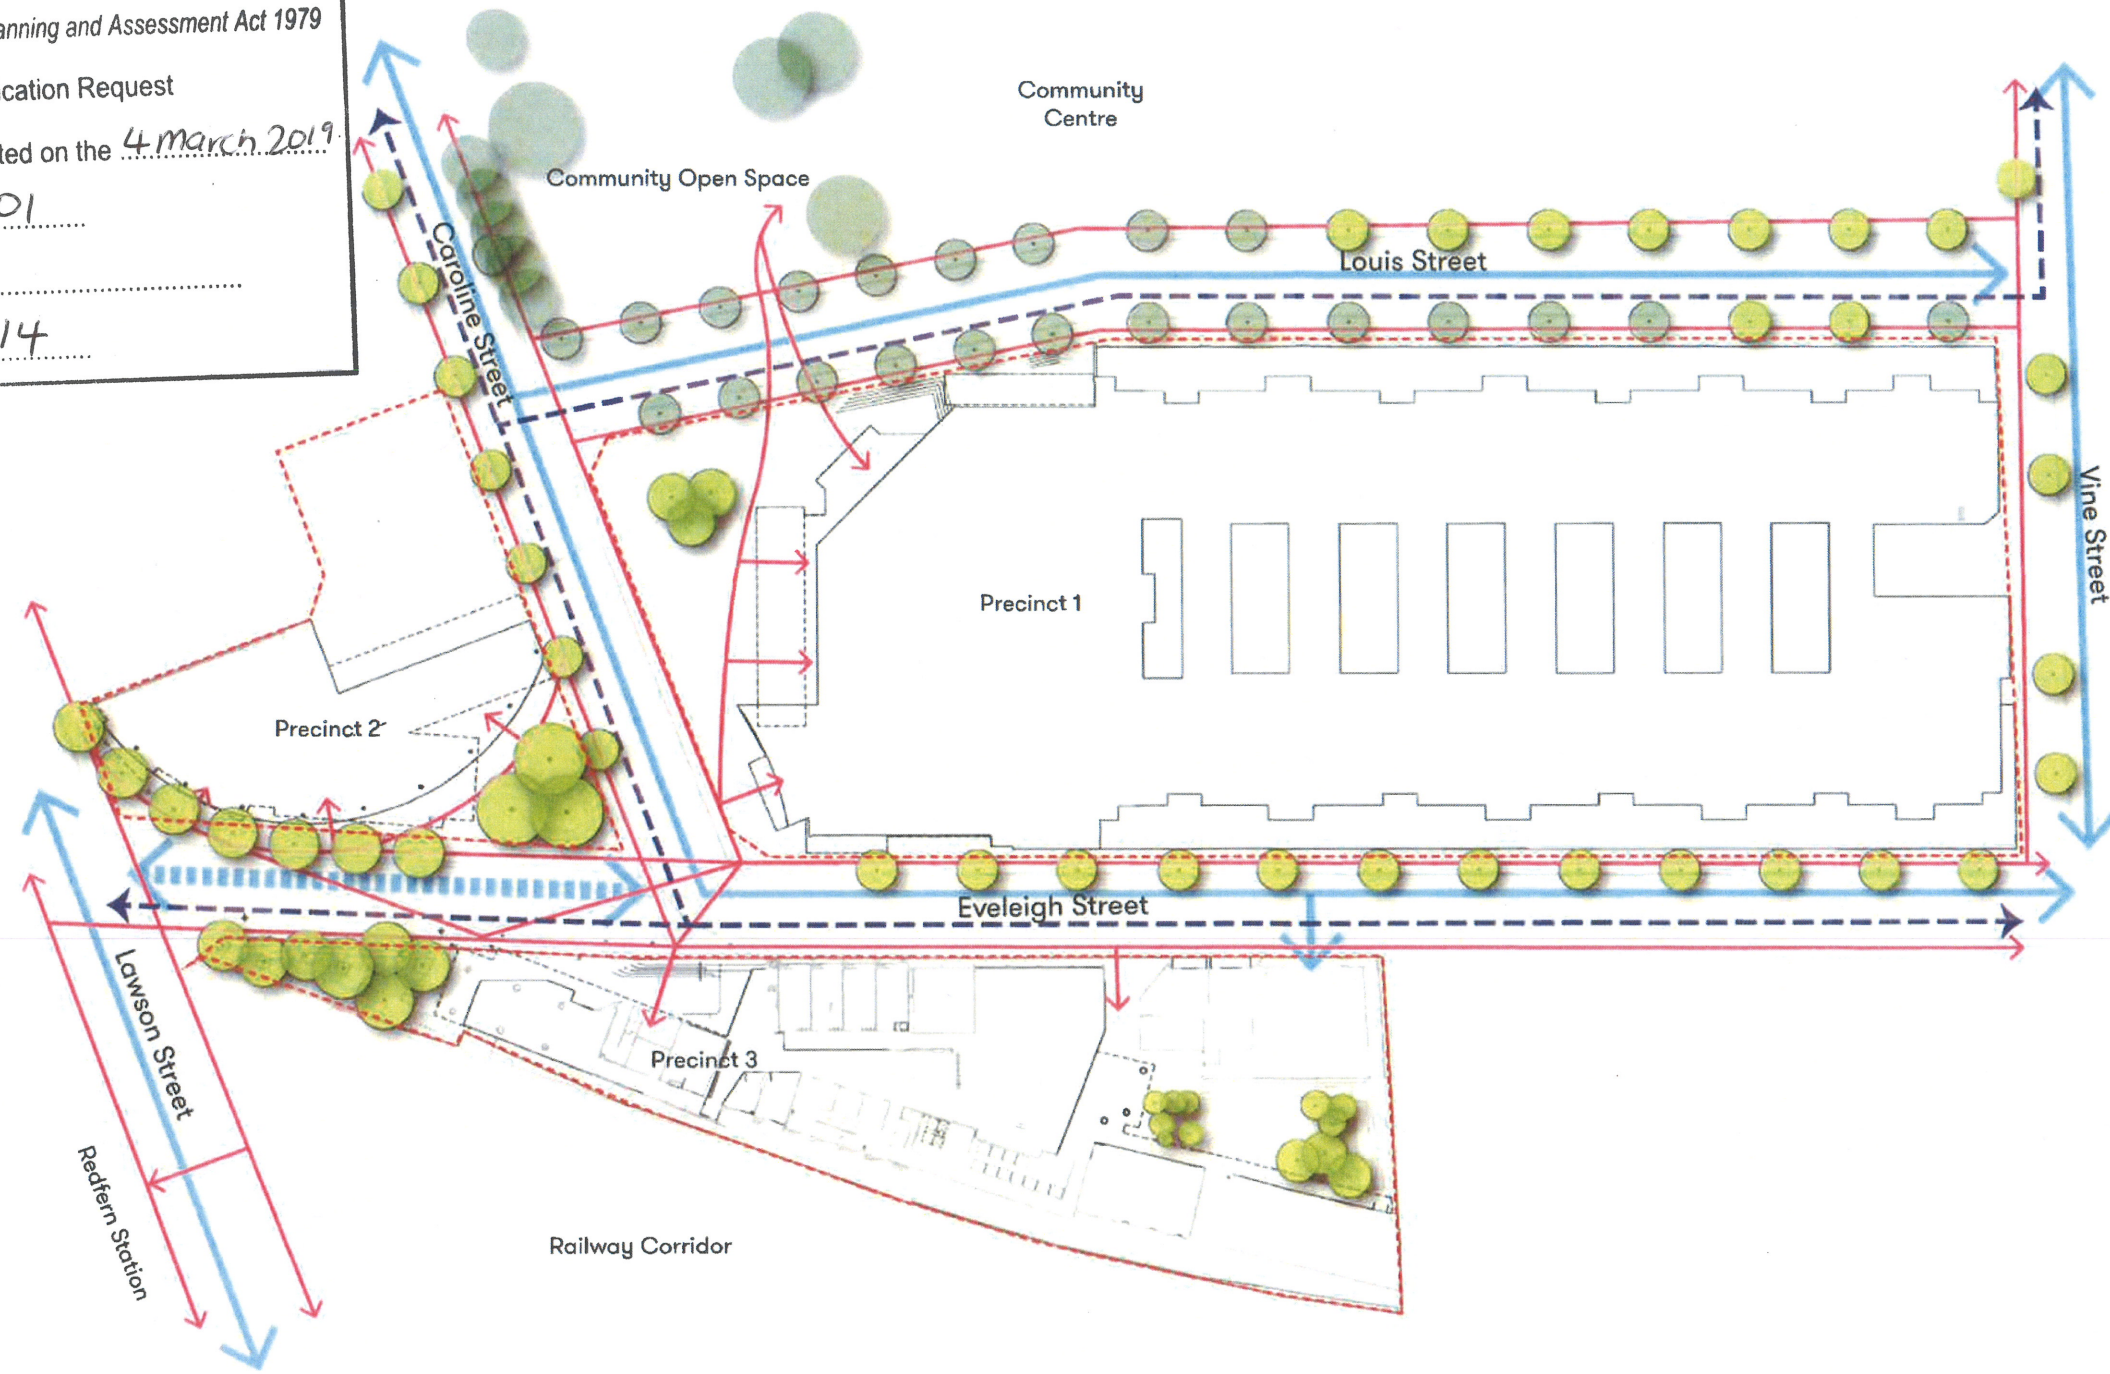 anning and Assessment Act 1979
cation Request
ted on the 4 March 2019
01
14
Community
Centre
Community Open Space
Caroline Street
Louis Street
Vine Street
Precinct 1
Precinct 2
Eveleigh Street
Lawson Street
Precinct 3
Redfern Station
Railway Corridor